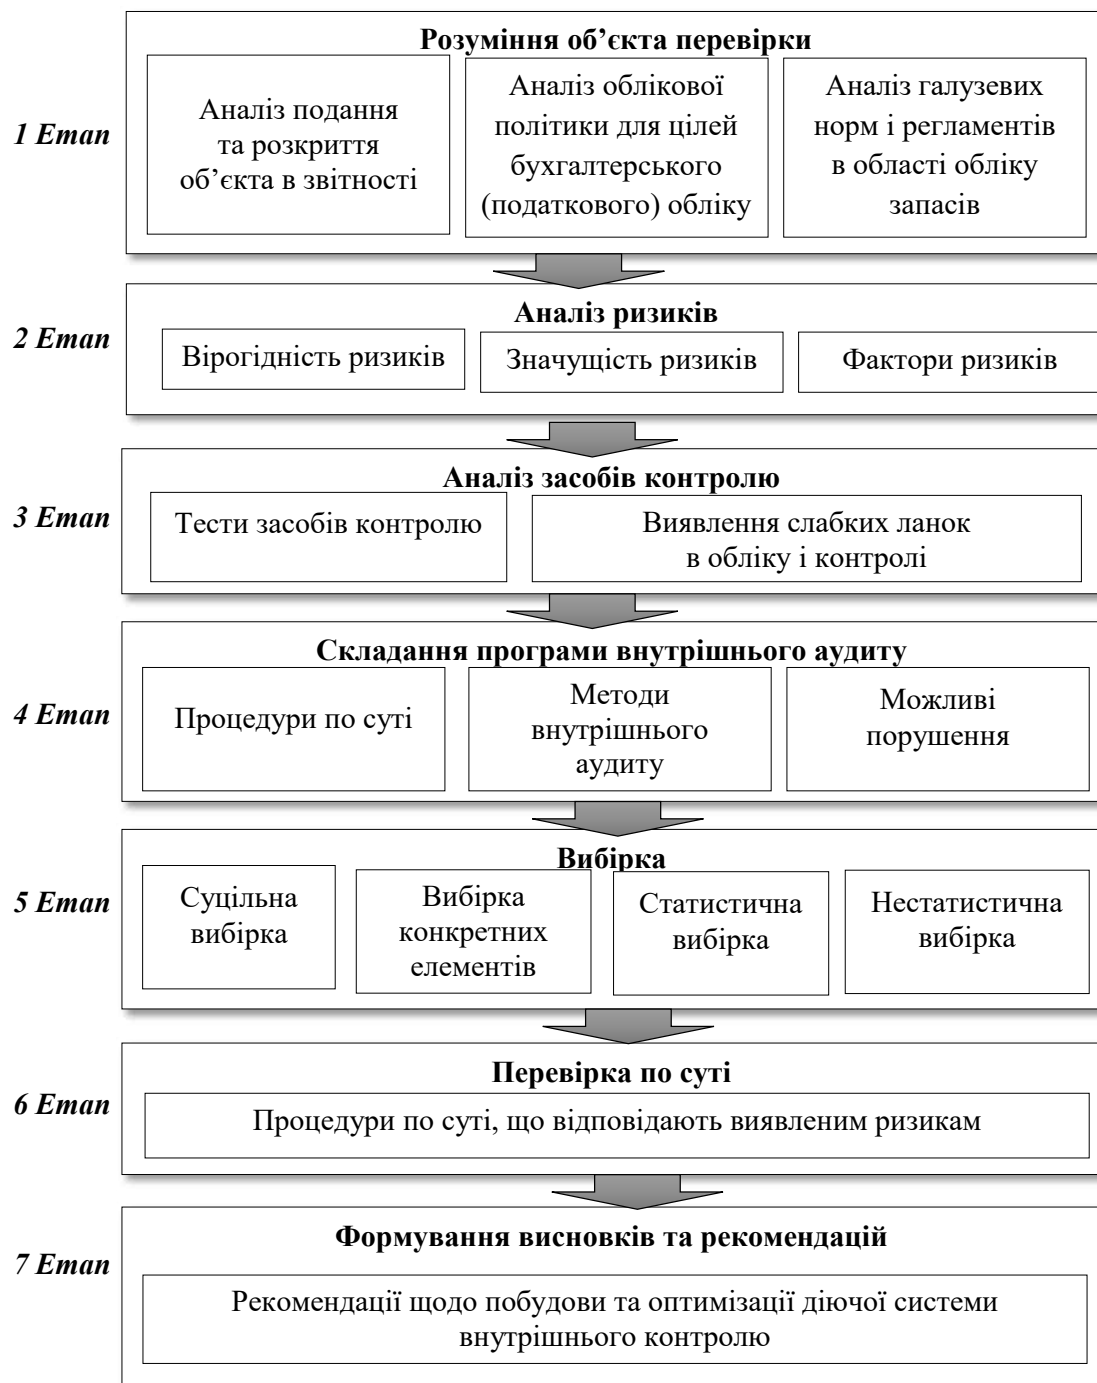 Розуміння об’єкта перевірки
1 Етап
Аналіз подання
та розкриття
об’єкта в звітності
Аналіз облікової
політики для цілей
бухгалтерського
(податкового) обліку
Аналіз галузевих
норм і регламентів
в області обліку
запасів
Аналіз ризиків
2 Етап
Вірогідність ризиків
Значущість ризиків
Фактори ризиків
Аналіз засобів контролю
3 Етап
Тести засобів контролю
Виявлення слабких ланок
в обліку і контролі
Складання програми внутрішнього аудиту
4 Етап
Процедури по суті
Методи
внутрішнього
аудиту
Можливі
порушення
Вибірка
5 Етап
Суцільна
вибірка
Вибірка
конкретних
елементів
Статистична
вибірка
Нестатистична
вибірка
Перевірка по суті
6 Етап
Процедури по суті, що відповідають виявленим ризикам
Формування висновків та рекомендацій
7 Етап
Рекомендації щодо побудови та оптимізації діючої системи
внутрішнього контролю